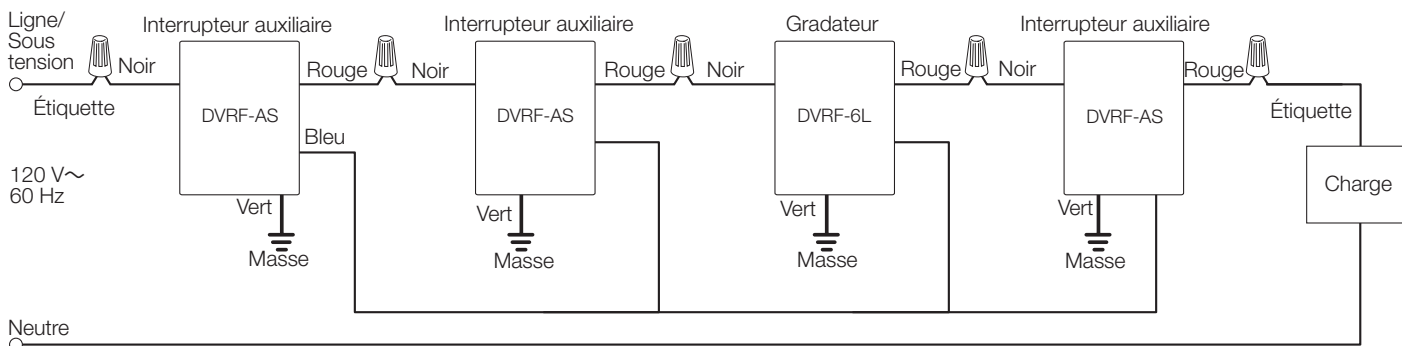 Ligne/
Sous
tension
Interrupteur auxiliaire
Interrupteur auxiliaire
Gradateur
Interrupteur auxiliaire
Noir
Rouge
Noir
Rouge
Noir
Rouge
Noir
Rouge
Étiquette
Étiquette
DVRF-AS
DVRF-AS
DVRF-6L
DVRF-AS
Bleu
120 V~
60 Hz
Charge
Vert
Vert
Vert
Vert
Masse
Masse
Masse
Masse
Neutre